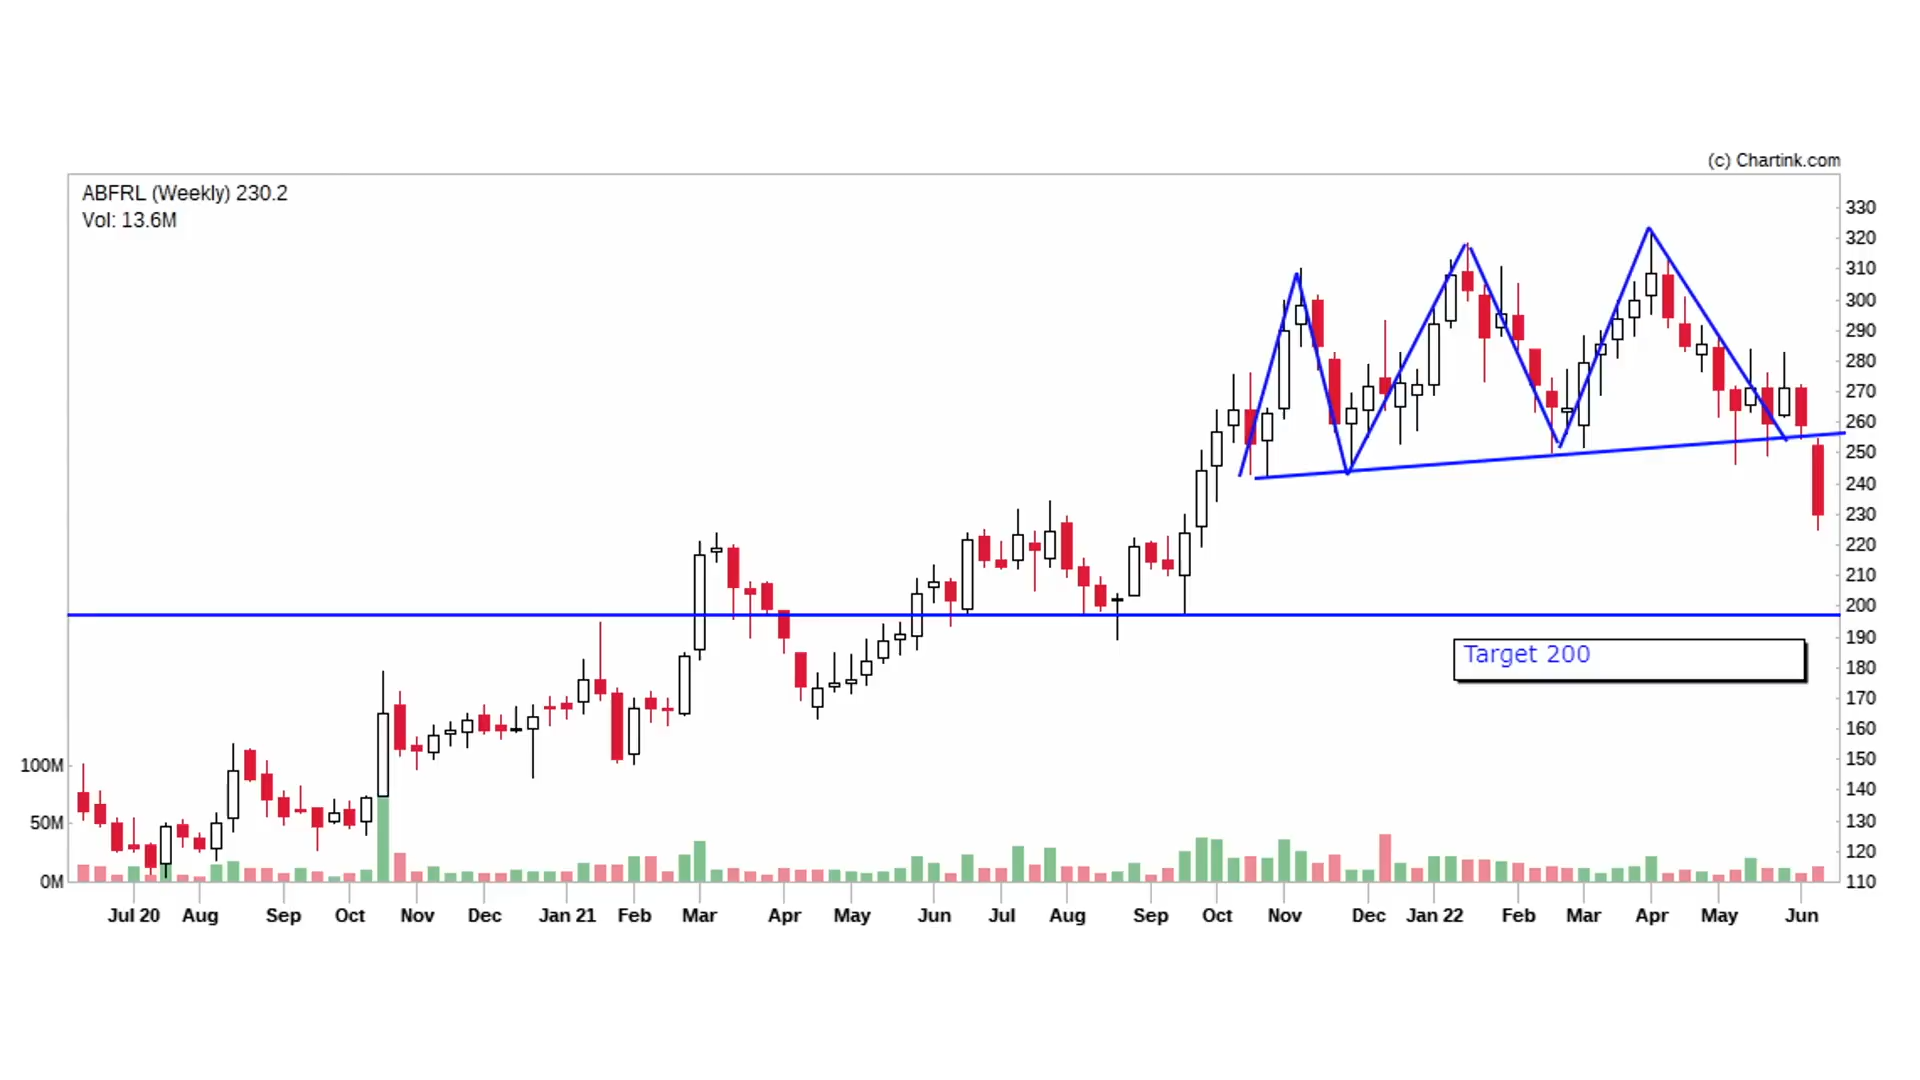 (c) Chartink.com
ABFRL (Weekly) 230.2
Vol: 13.6M
330
320
310
300
290
280
270
260
250
240
230
220
210
200
190
180
170
160
150
140
130
120
110
Target 200
100M
50M
0M
Jul 20 Aug Sep Oct Nov Dec Jan 21 Feb Mar Apr May Jun Jul Aug Sep Oct Nov Dec Jan 22 Feb Mar Apr May Jun